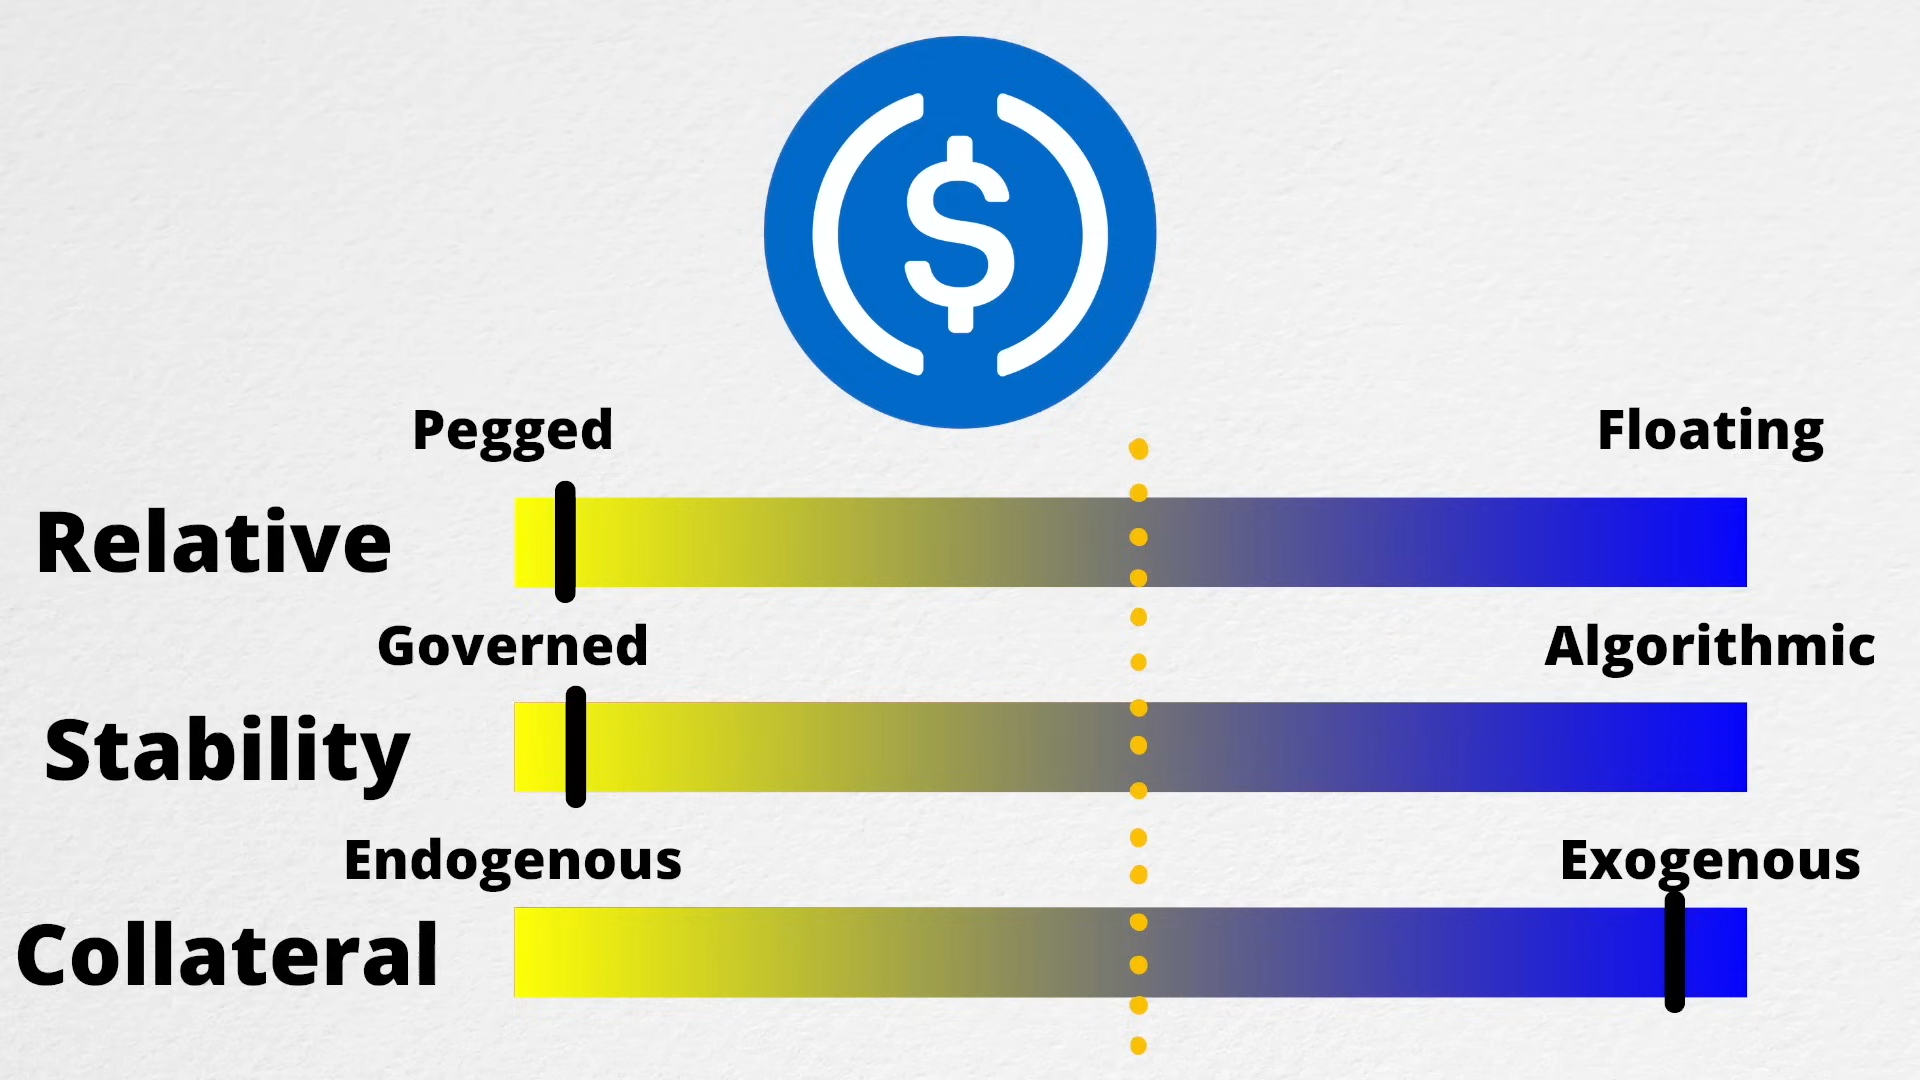 $
Pegged
Floating
Relative
Governed
Algorithmic
Stability
Endogenous
Exogenous
Collateral